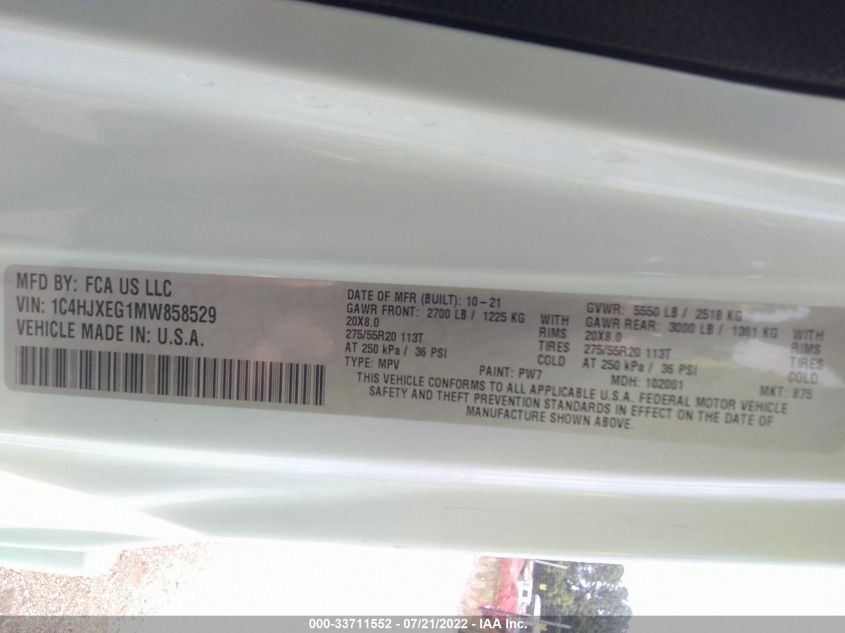 MFD BY: FCA US LLC
VIN: 1C4HJXEG1MW858529
VEHICLE MADE IN: U.S.A.
DATE OF MFR (BUILT): 10-21
GAWR FRONT: 2700 LB / 1225 KG WITH
20X8.0 RIMS
275/55R20 113T TIRES
AT 250 kPa / 36 PSI COLD
TYPE: MPV
PAINT: PW7
GVWR: 5550 LB / 2518 KG
GAWR REAR: 3000 LB / 1361 KG WITH
20X8.0 RIMS
275/55R20 113T TIRES
AT 250 kPa / 36 PSI COLD
MDH: 102001
MKT: 875
THIS VEHICLE CONFORMS TO ALL APPLICABLE U.S.A. FEDERAL MOTOR VEHICLE
SAFETY AND THEFT PREVENTION STANDARDS IN EFFECT ON THE DATE OF
MANUFACTURE SHOWN ABOVE.
000-33711552 - 07/21/2022 - IAA Inc.